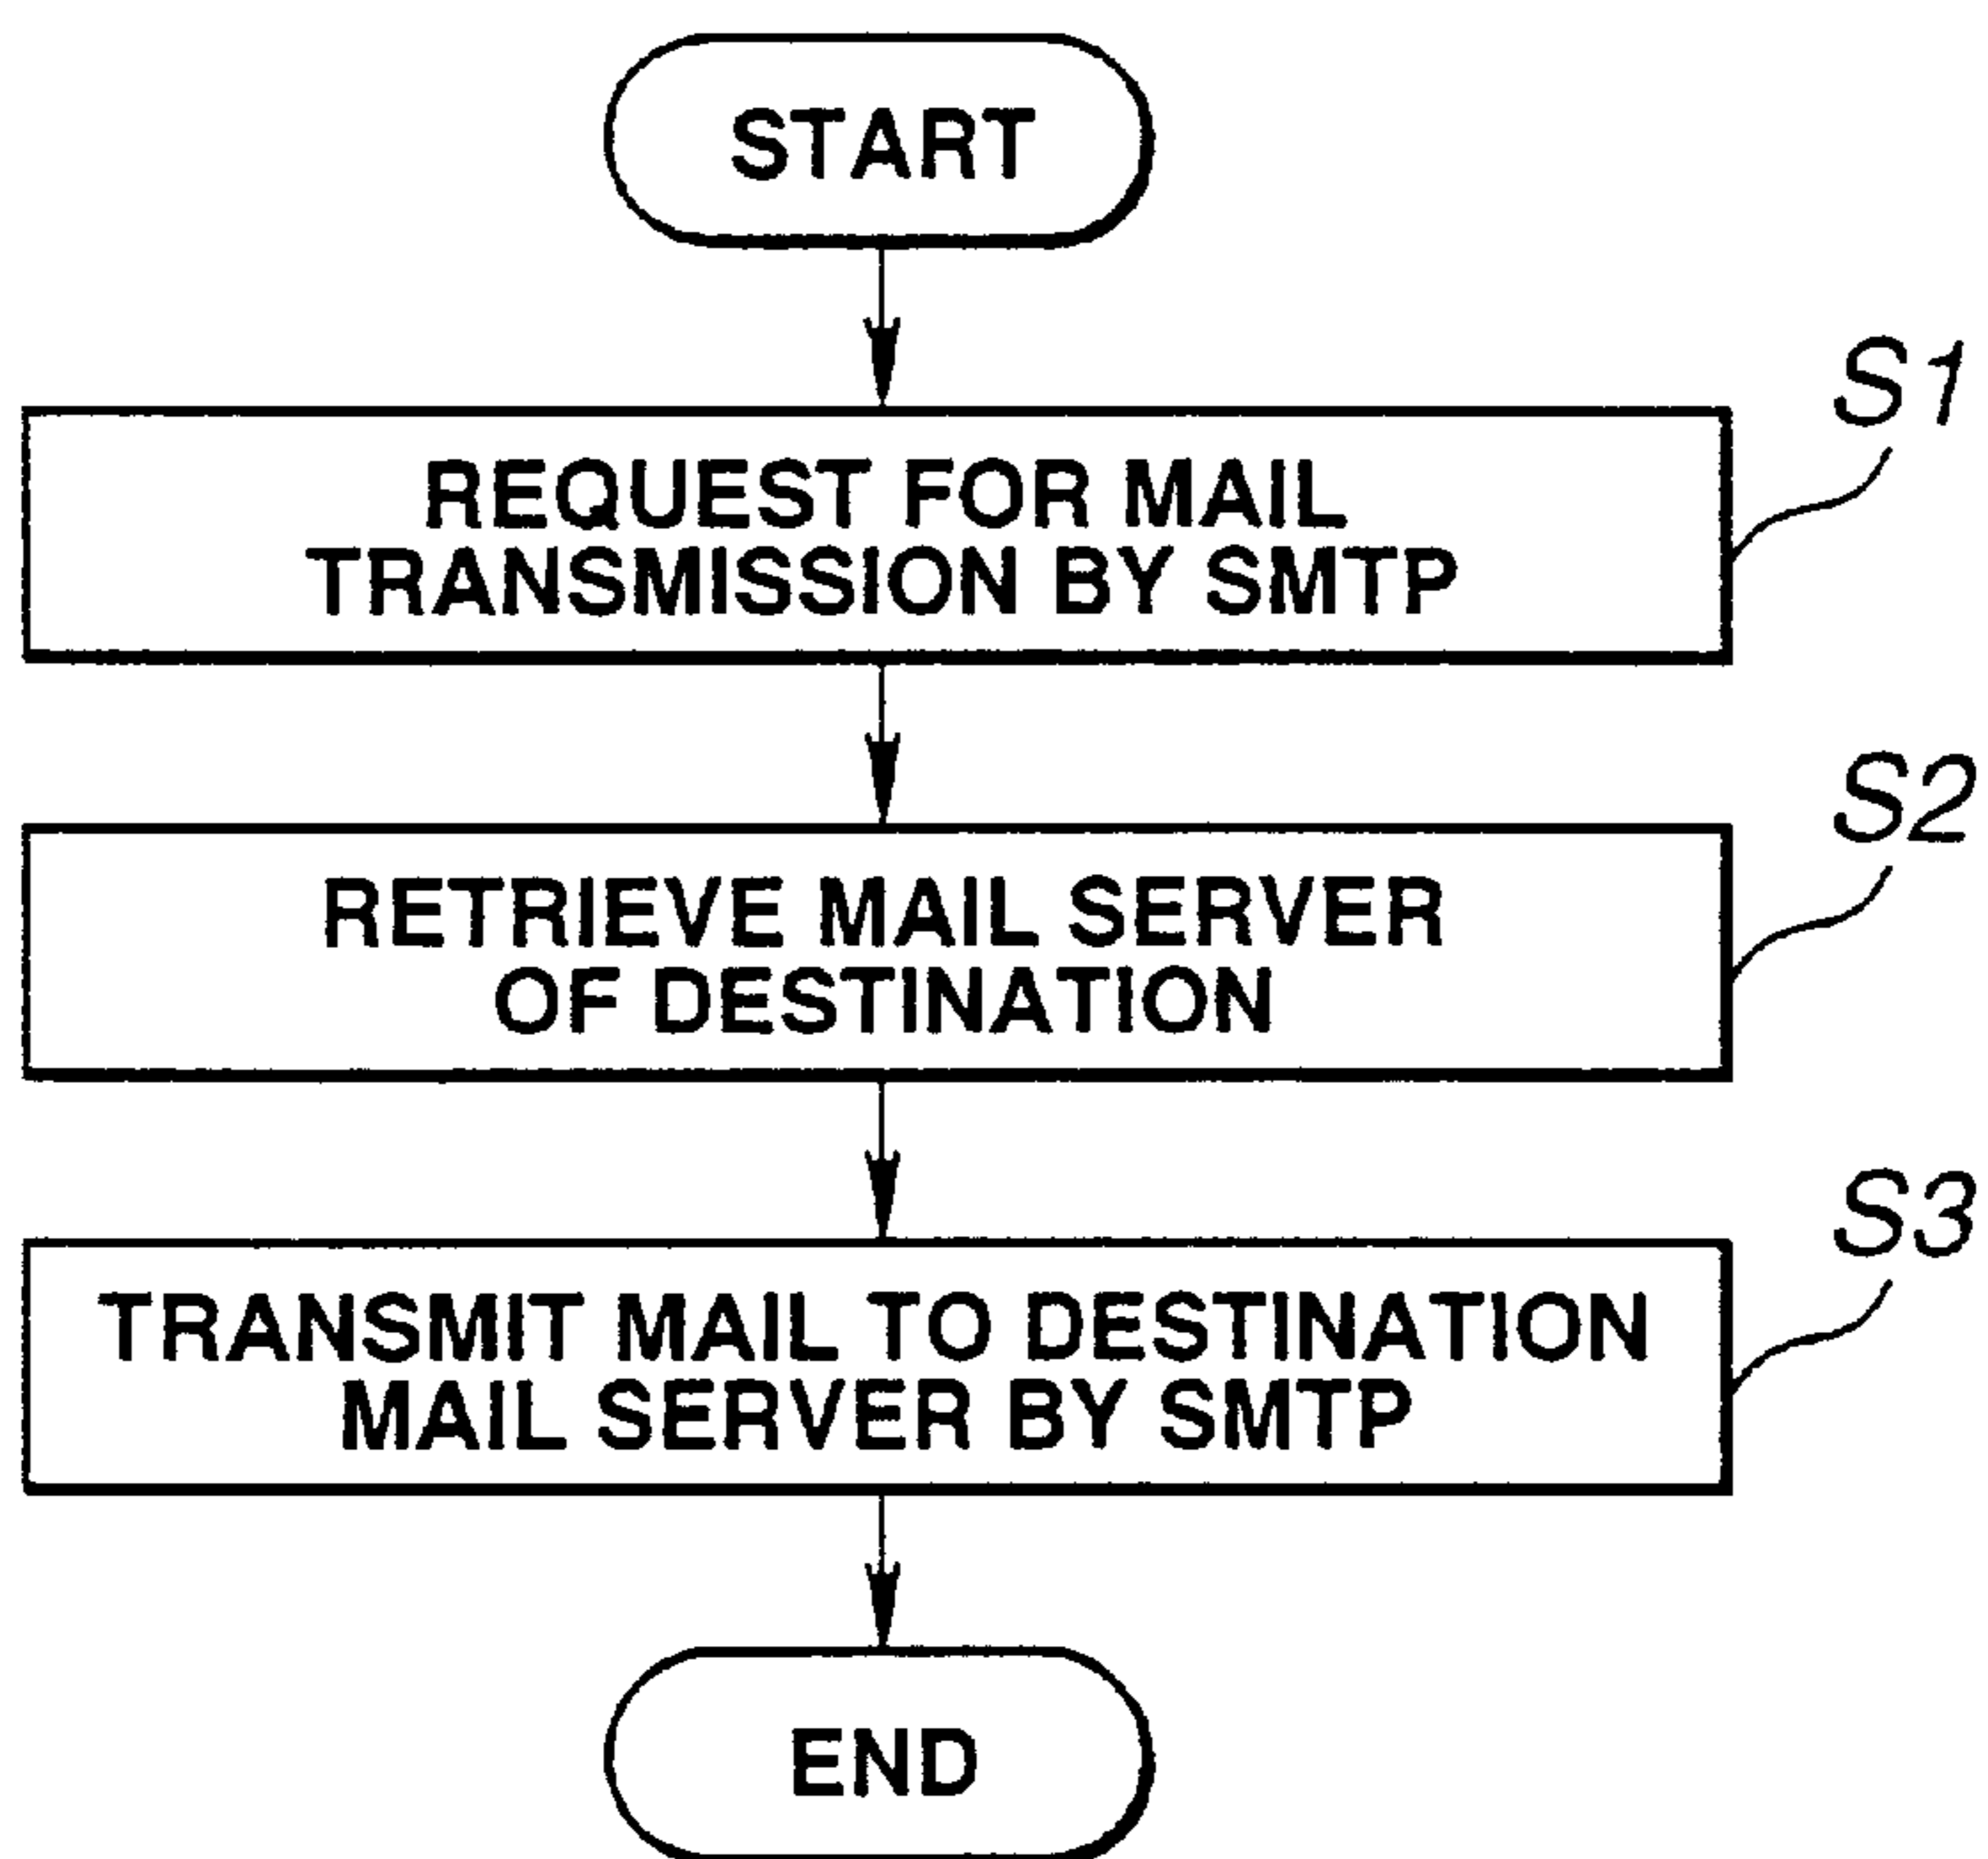 START
S1
REQUEST FOR MAIL
TRANSMISSION BY SMTP
S2
RETRIEVE MAIL SERVER
OF DESTINATION
S3
TRANSMIT MAIL TO DESTINATION
MAIL SERVER BY SMTP
END